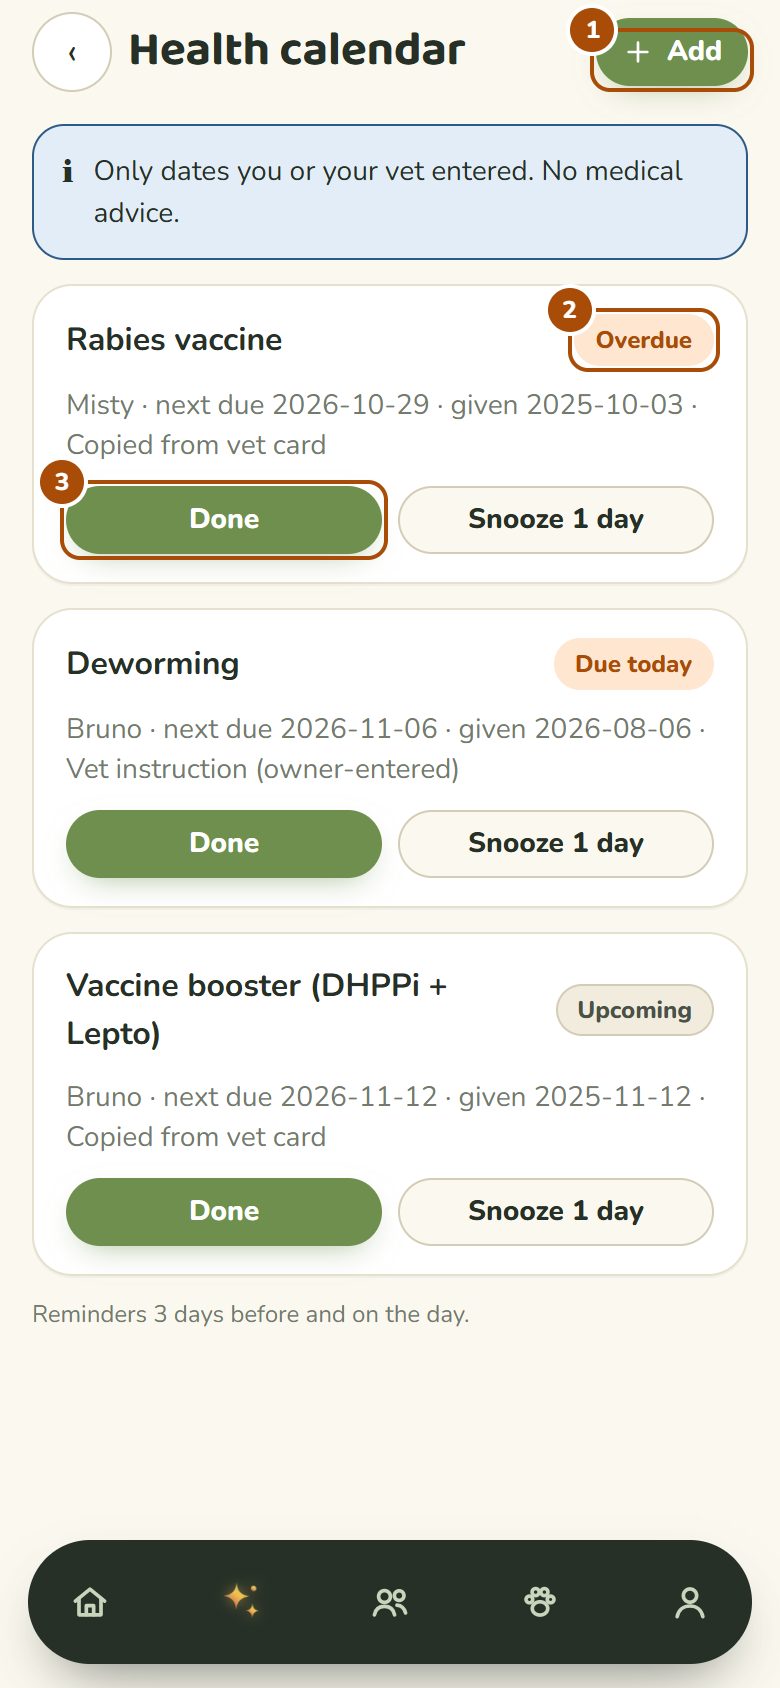 ‹ Health calendar
1
+ Add
i Only dates you or your vet entered. No medical
advice.
Rabies vaccine
2
Overdue
Misty · next due 2026-10-29 · given 2025-10-03 ·
Copied from vet card
3
Done
Snooze 1 day
Deworming
Due today
Bruno · next due 2026-11-06 · given 2026-08-06 ·
Vet instruction (owner-entered)
Done
Snooze 1 day
Vaccine booster (DHPPi +
Lepto)
Upcoming
Bruno · next due 2026-11-12 · given 2025-11-12 ·
Copied from vet card
Done
Snooze 1 day
Reminders 3 days before and on the day.